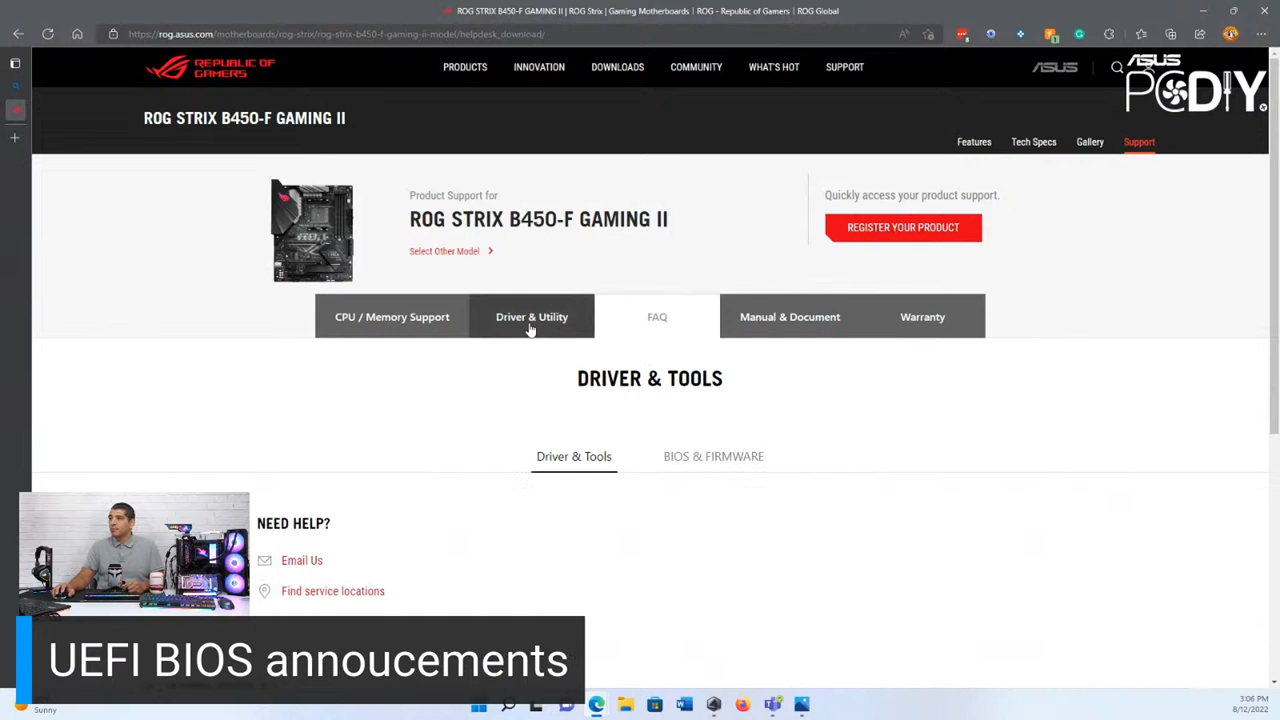 ROG STRIX B450-F GAMING II | ROG Strix | Gaming Motherboards | ROG - Republic of Gamers | ROG Global
https://rog.asus.com/motherboards/rog-strix/rog-strix-b450-f-gaming-ii-model/helpdesk_download/
REPUBLIC OF GAMERS
PRODUCTS INNOVATION DOWNLOADS COMMUNITY WHAT'S HOT SUPPORT
ASUS
ASUS
PCDIY
ROG STRIX B450-F GAMING II
Features Tech Specs Gallery Support
Product Support for
ROG STRIX B450-F GAMING II
Select Other Model
Quickly access your product support.
REGISTER YOUR PRODUCT
CPU / Memory Support Driver & Utility FAQ Manual & Document Warranty
DRIVER & TOOLS
Driver & Tools BIOS & FIRMWARE
NEED HELP?
Email Us
Find service locations
UEFI BIOS annoucements
Sunny
3:06 PM
8/12/2022